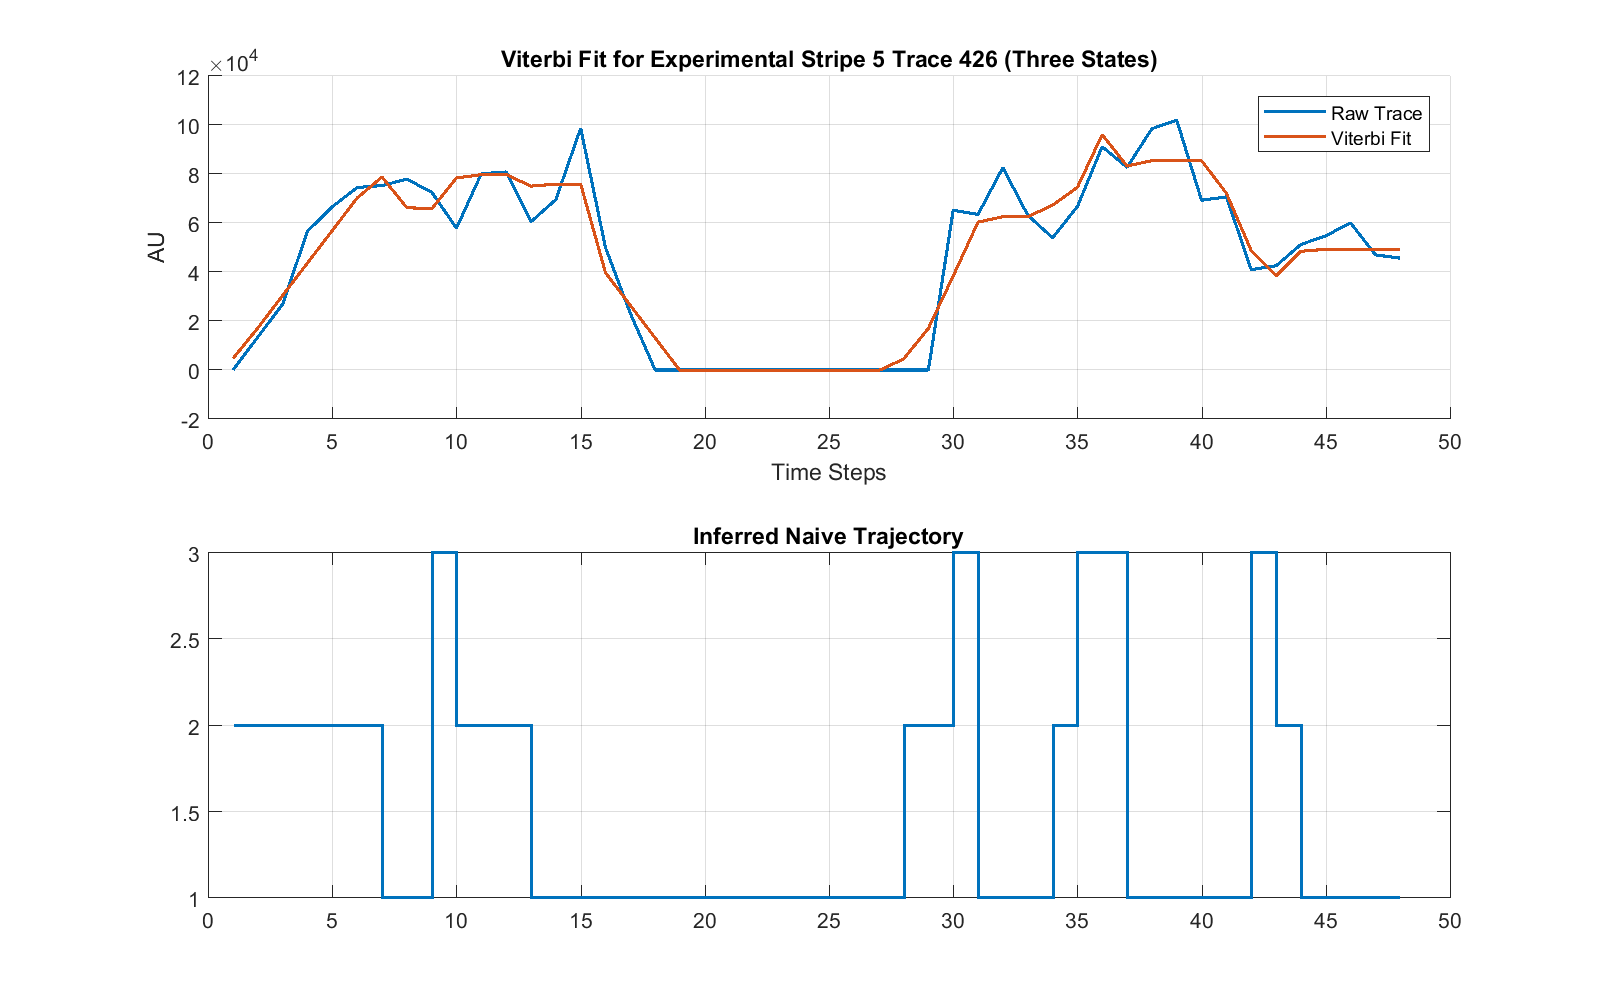 Viterbi Fit for Experimental Stripe 5 Trace 426 (Three States)
×10⁴
12
10
8
6
4
2
0
-2
AU
Raw Trace
Viterbi Fit
0 5 10 15 20 25 30 35 40 45 50
Time Steps
Inferred Naive Trajectory
3
2.5
2
1.5
1
0 5 10 15 20 25 30 35 40 45 50